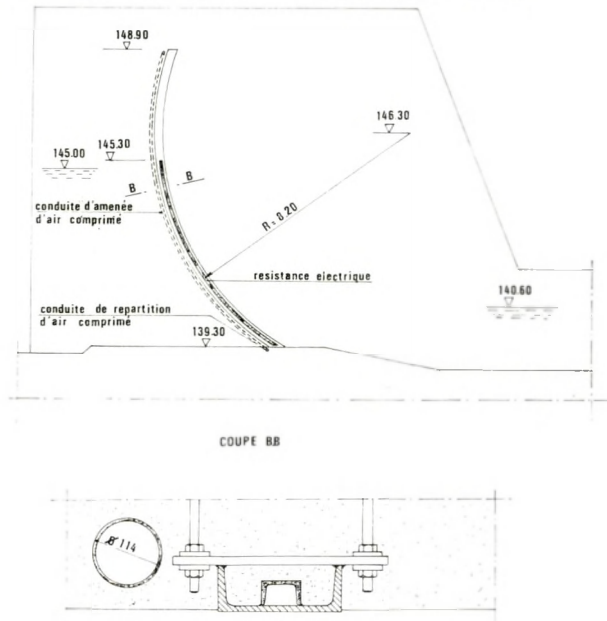 148.90
146.30
145.30
145.00
B
B
conduite d'amenée
d'air comprimé
R = 8.20
resistance electrique
140.60
conduite de repartition
d'air comprimé
139.30
COUPE BB
Ø 114